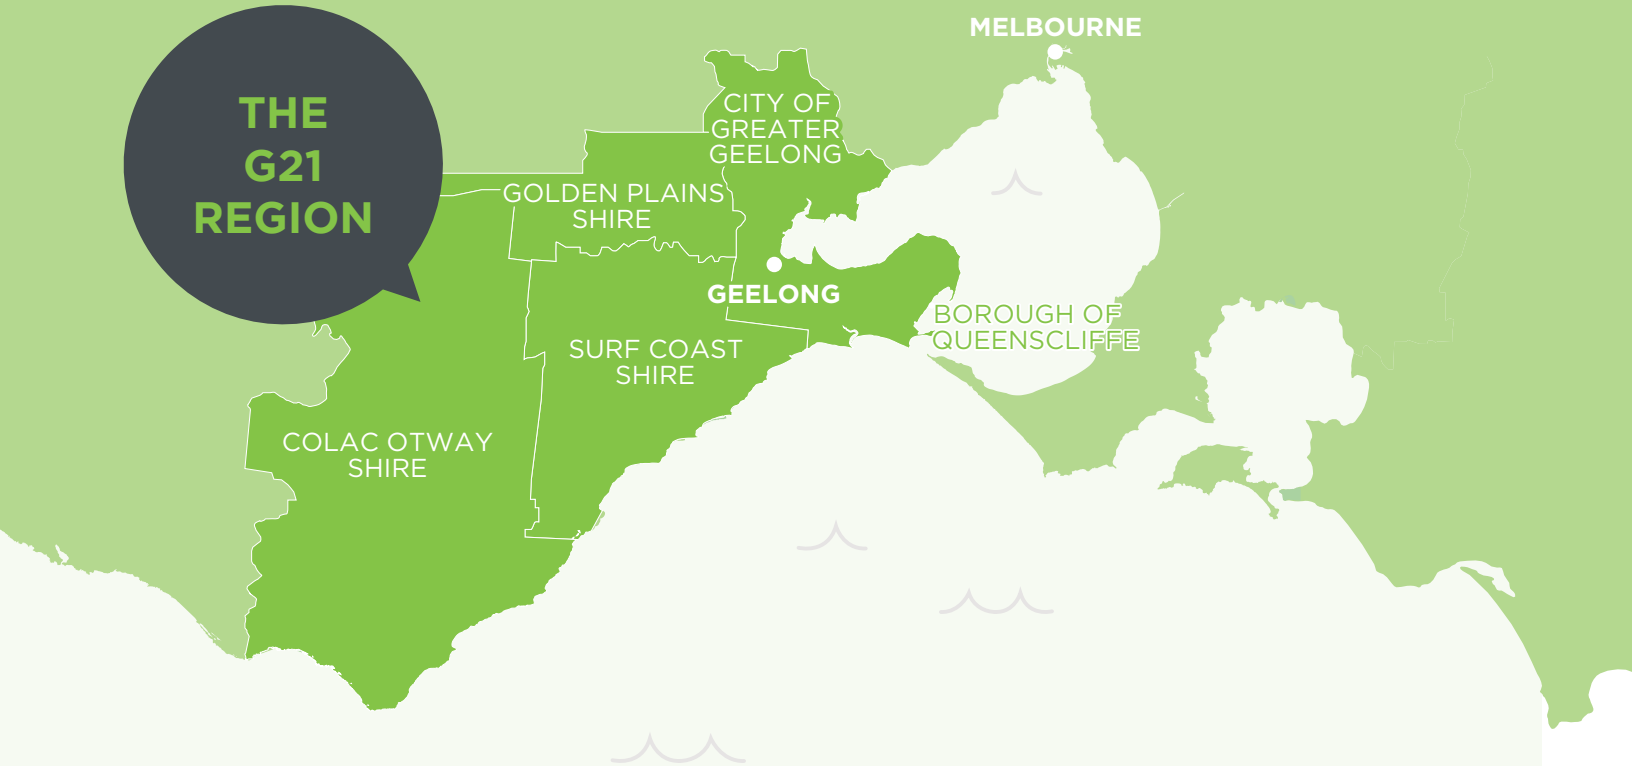 MELBOURNE
THE
G21
REGION
CITY OF
GREATER
GEELONG
GOLDEN PLAINS
SHIRE
GEELONG
BOROUGH OF
QUEENSCLIFFE
SURF COAST
SHIRE
COLAC OTWAY
SHIRE